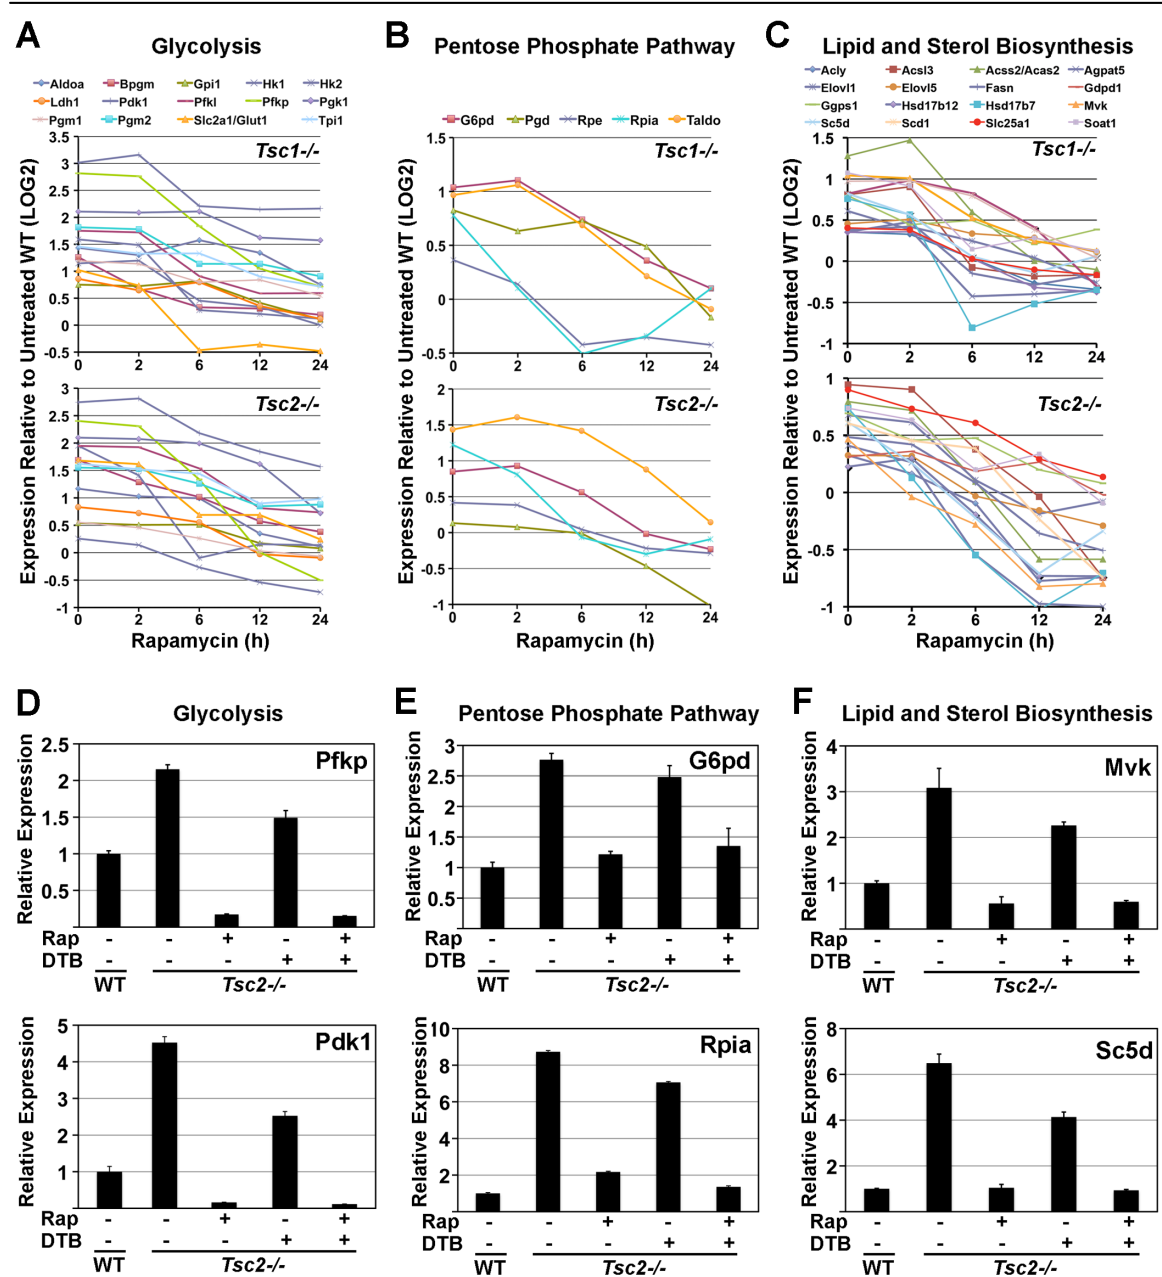 A
Glycolysis
Aldoa Bpgm Gpi1 Hk1 Hk2
Ldh1 Pdk1 Pfkl Pfkp Pgk1
Pgm1 Pgm2 Slc2a1/Glut1 Tpi1
Expression Relative to Untreated WT (LOG2)
Tsc1-/-
3.5
3
2.5
2
1.5
1
0.5
0
-0.5
0 2 6 12 24
Tsc2-/-
3
2.5
2
1.5
1
0.5
0
-0.5
-1
0 2 6 12 24
Rapamycin (h)
B
Pentose Phosphate Pathway
G6pd Pgd Rpe Rpia Taldo
Expression Relative to Untreated WT (LOG2)
Tsc1-/-
1.5
1
0.5
0
-0.5
0 2 6 12 24
Tsc2-/-
2
1.5
1
0.5
0
-0.5
-1
0 2 6 12 24
Rapamycin (h)
C
Lipid and Sterol Biosynthesis
Acly Acsl3 Acss2/Acas2 Agpat5
Elovl1 Elovl5 Fasn Gdpd1
Ggps1 Hsd17b12 Hsd17b7 Mvk
Sc5d Scd1 Slc25a1 Soat1
Expression Relative to Untreated WT (LOG2)
Tsc1-/-
1.5
1
0.5
0
-0.5
-1
0 2 6 12 24
Tsc2-/-
1
0.5
0
-0.5
-1
0 2 6 12 24
Rapamycin (h)
D
Glycolysis
Relative Expression
Pfkp
2.5
2
1.5
1
0.5
Rap - - + - +
DTB - - - + +
WT Tsc2-/-
Relative Expression
Pdk1
5
4
3
2
1
Rap - - + - +
DTB - - - + +
WT Tsc2-/-
E
Pentose Phosphate Pathway
Relative Expression
G6pd
3
2.5
2
1.5
1
0.5
Rap - - + - +
DTB - - - + +
WT Tsc2-/-
Relative Expression
Rpia
10
8
6
4
2
Rap - - + - +
DTB - - - + +
WT Tsc2-/-
F
Lipid and Sterol Biosynthesis
Relative Expression
Mvk
4
3
2
1
Rap - - + - +
DTB - - - + +
WT Tsc2-/-
Relative Expression
Sc5d
8
6
4
2
Rap - - + - +
DTB - - - + +
WT Tsc2-/-